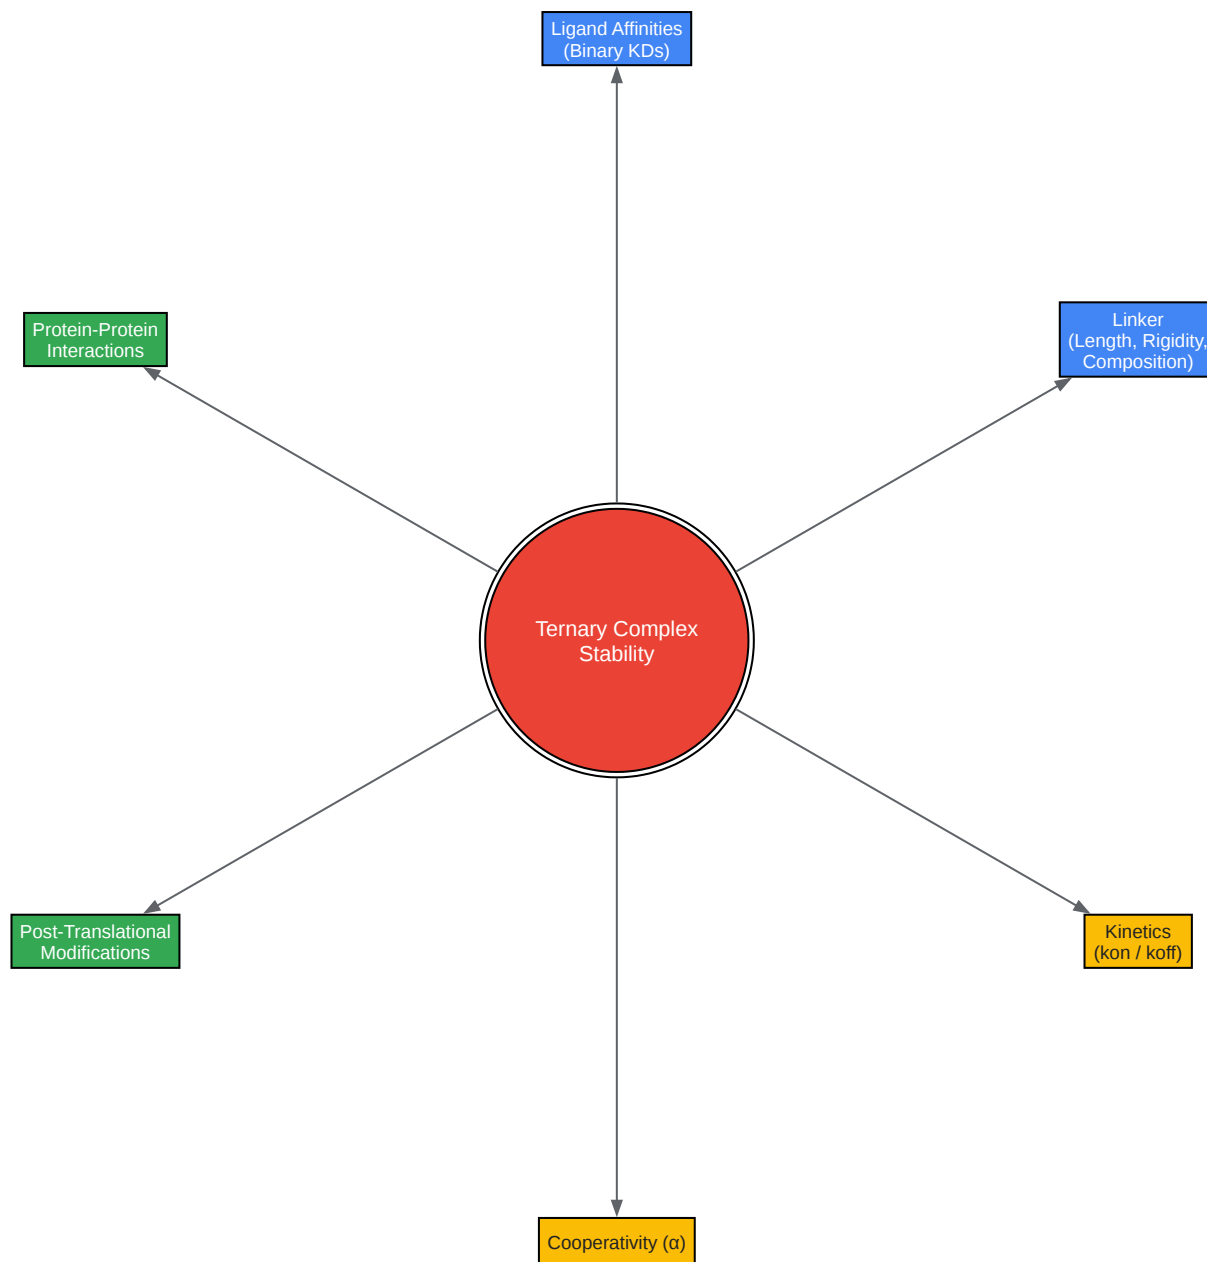 Ligand Affinities
(Binary KDs)
Linker
(Length, Rigidity,
Composition)
Protein-Protein
Interactions
Ternary Complex
Stability
Post-Translational
Modifications
Kinetics
(kon / koff)
Cooperativity (α)